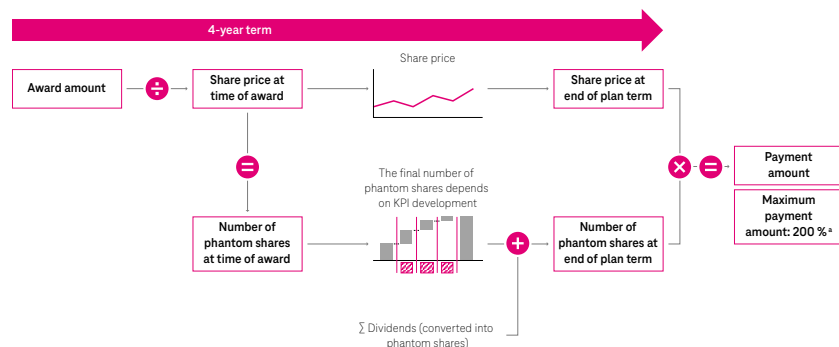 4-year term
Share price
Award amount
÷
Share price at
time of award
Share price at
end of plan term
=
×
=
Payment
amount
Maximum
payment
amount: 200 %ª
The final number of
phantom shares depends
on KPI development
Number of
phantom shares
at time of award
+
Number of
phantom shares at
end of plan term
∑ Dividends (converted into
phantom shares)